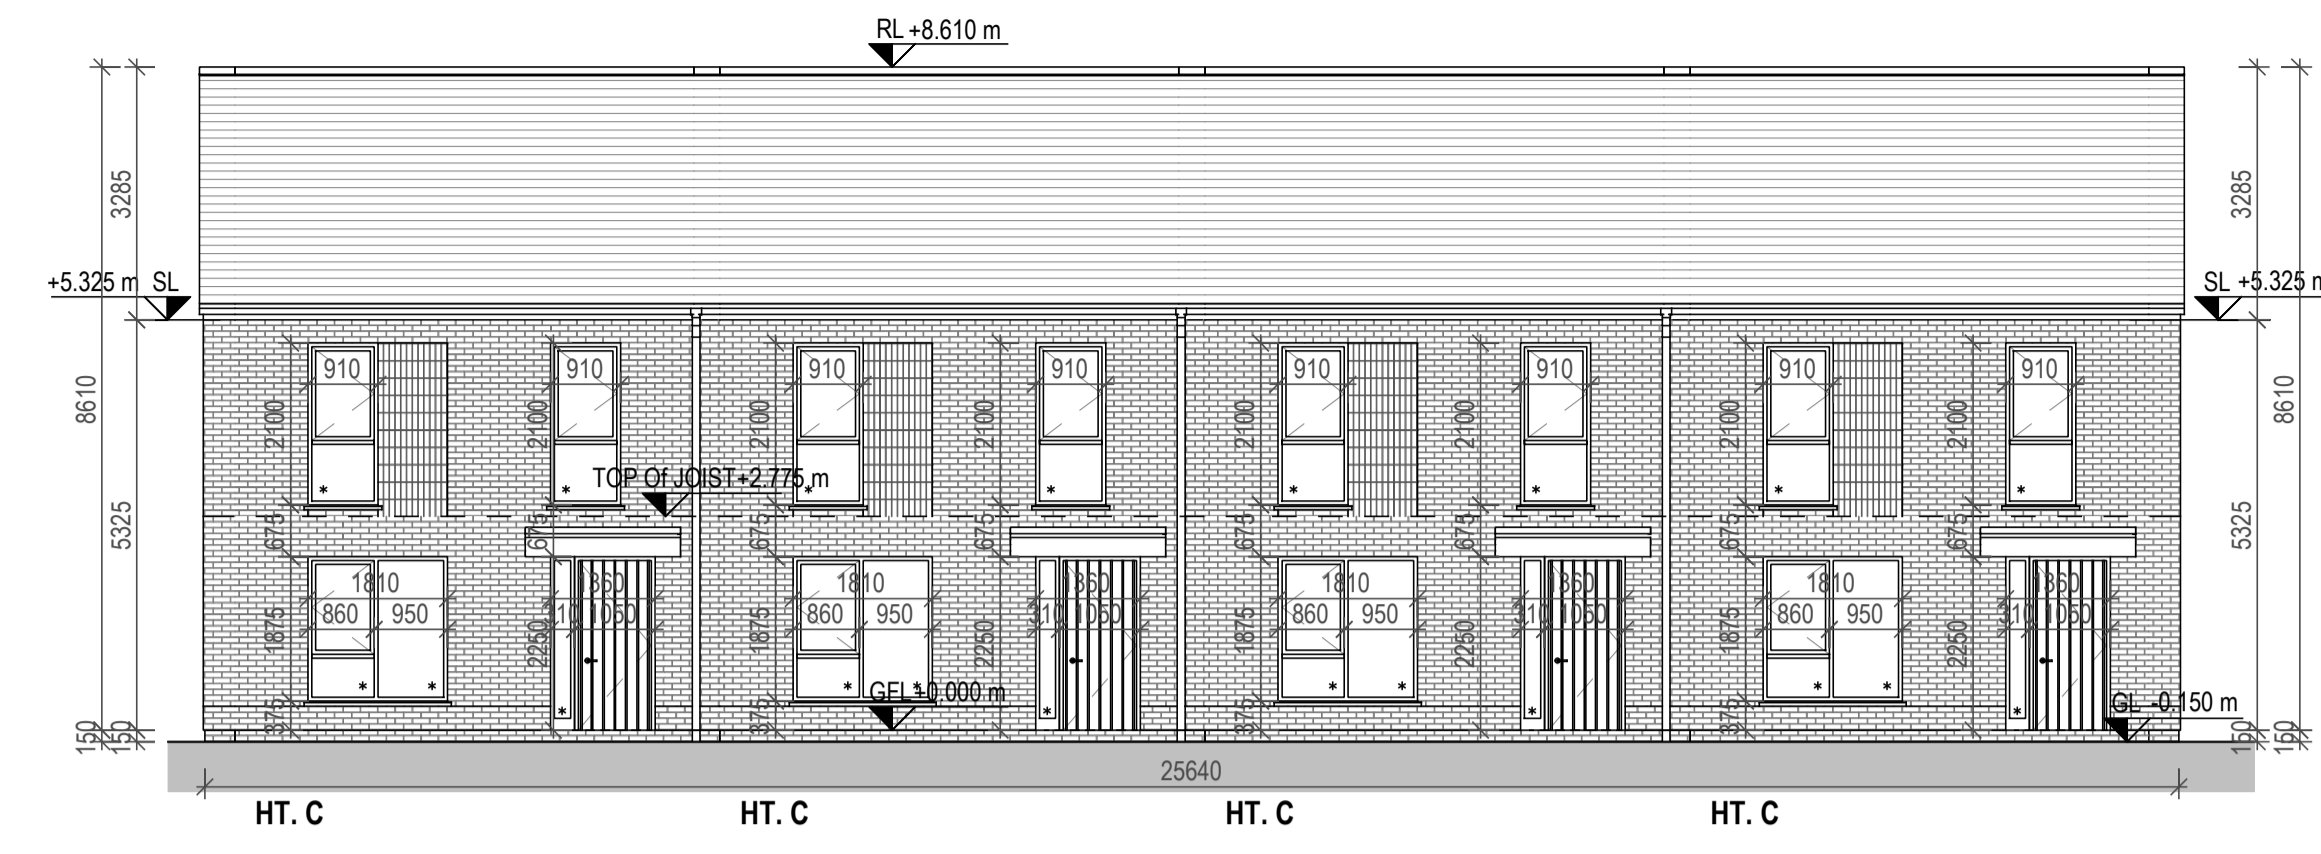 RL +8.610 m
3285
3285
+5.325 m SL
SL +5.325 m
910 910 910 910 910 910 910 910
8610
2100 2100 2100 2100 2100 2100 2100 2100
8610
TOP Of JOIST+2.775 m
* * * * * * * *
5325
675 675 675 675 675 675 675 675
5325
1810 1360 1810 1360 1810 1360 1810 1360
860 950 310 1050 860 950 310 1050 860 950 310 1050 860 950 310 1050
1875 2250 1875 2250 1875 2250 1875 2250
* * * * * * * * * * * *
GFL+0.000 m
GL -0.150 m
375 375 375 375
150 150
150 150
25640
HT. C HT. C HT. C HT. C